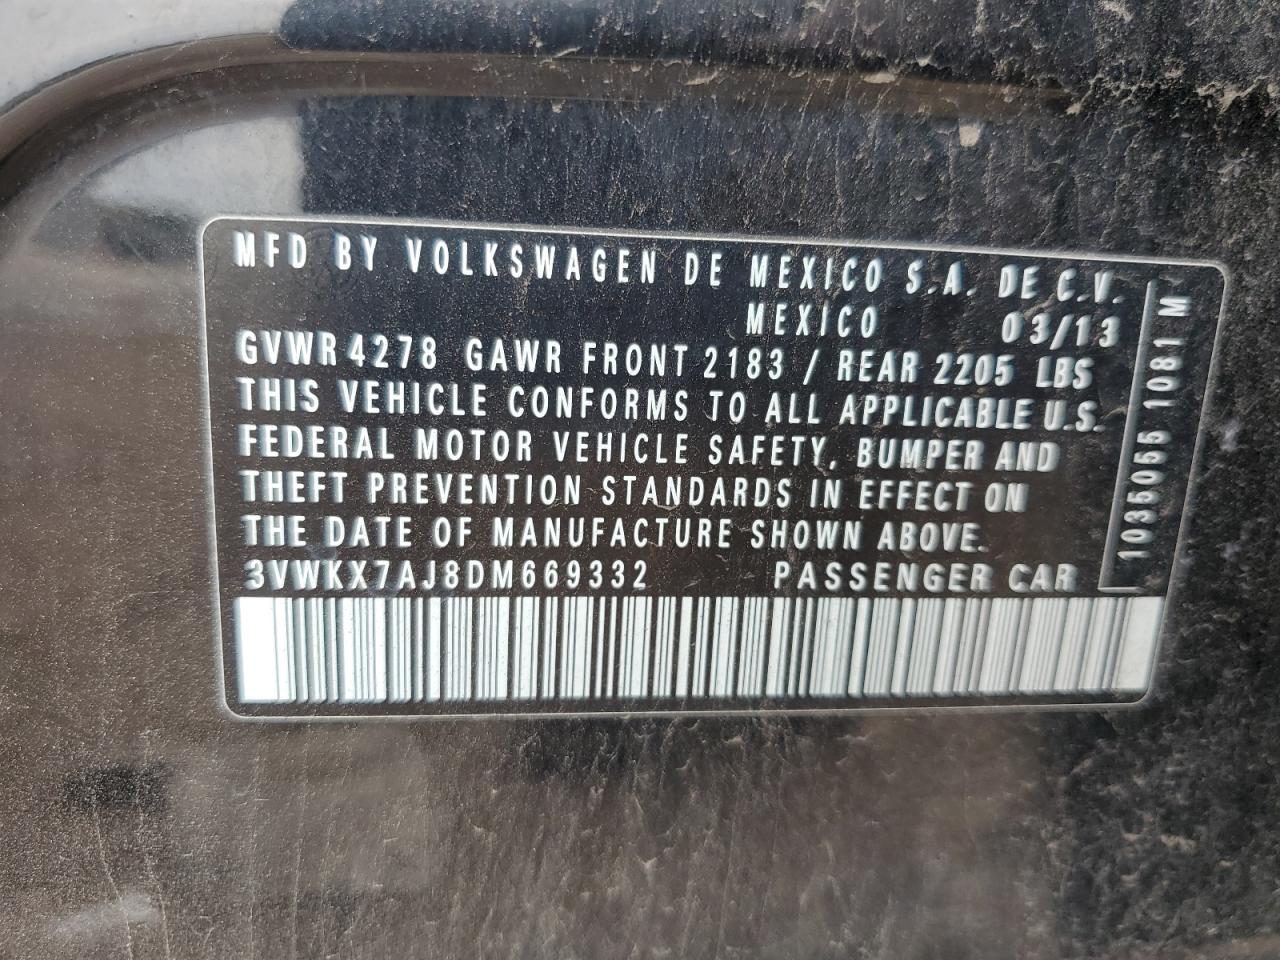 MFD BY VOLKSWAGEN DE MEXICO S.A. DE C.V.
MEXICO 03/13
GVWR 4278 GAWR FRONT 2183 / REAR 2205 LBS
THIS VEHICLE CONFORMS TO ALL APPLICABLE U.S.
FEDERAL MOTOR VEHICLE SAFETY, BUMPER AND
THEFT PREVENTION STANDARDS IN EFFECT ON
THE DATE OF MANUFACTURE SHOWN ABOVE.
3VWKX7AJ8DM669332 PASSENGER CAR
1035055 1081 M